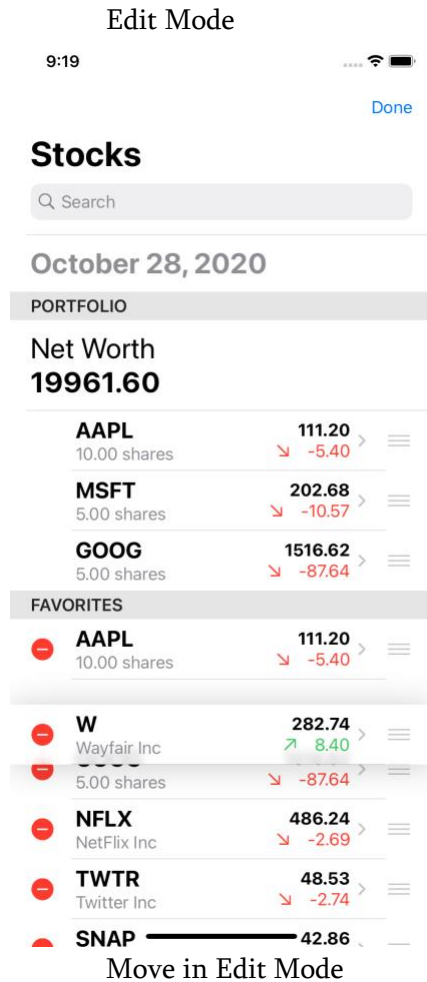 Edit Mode
9:19
Done
Stocks
Search
October 28, 2020
PORTFOLIO
Net Worth
19961.60
AAPL 111.20
10.00 shares -5.40
MSFT 202.68
5.00 shares -10.57
GOOG 1516.62
5.00 shares -87.64
FAVORITES
AAPL 111.20
10.00 shares -5.40
W 282.74
Wayfair Inc 8.40
5.00 shares -87.64
NFLX 486.24
NetFlix Inc -2.69
TWTR 48.53
Twitter Inc -2.74
SNAP 42.86
Move in Edit Mode